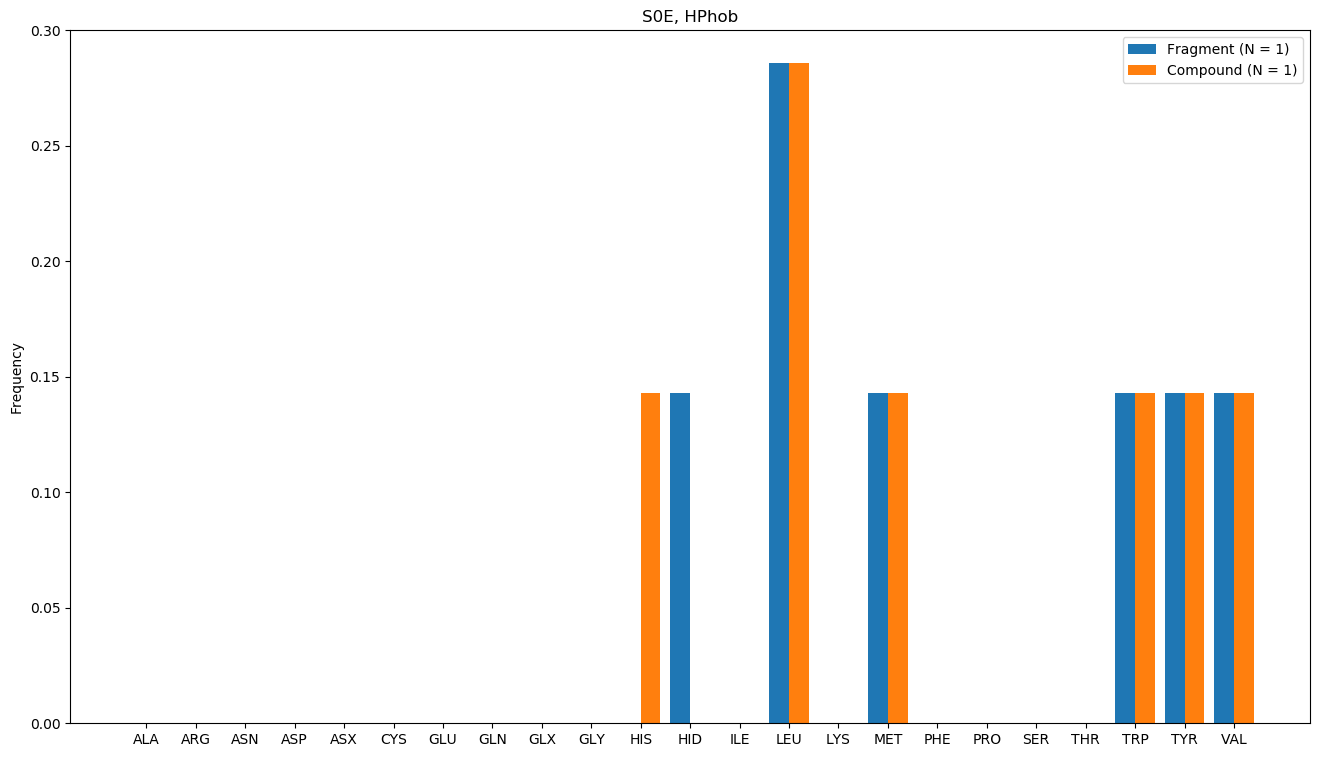 S0E, HPhob
Fragment (N = 1)
Compound (N = 1)
Frequency
0.30
0.25
0.20
0.15
0.10
0.05
0.00
ALA ARG ASN ASP ASX CYS GLU GLN GLX GLY HIS HID ILE LEU LYS MET PHE PRO SER THR TRP TYR VAL